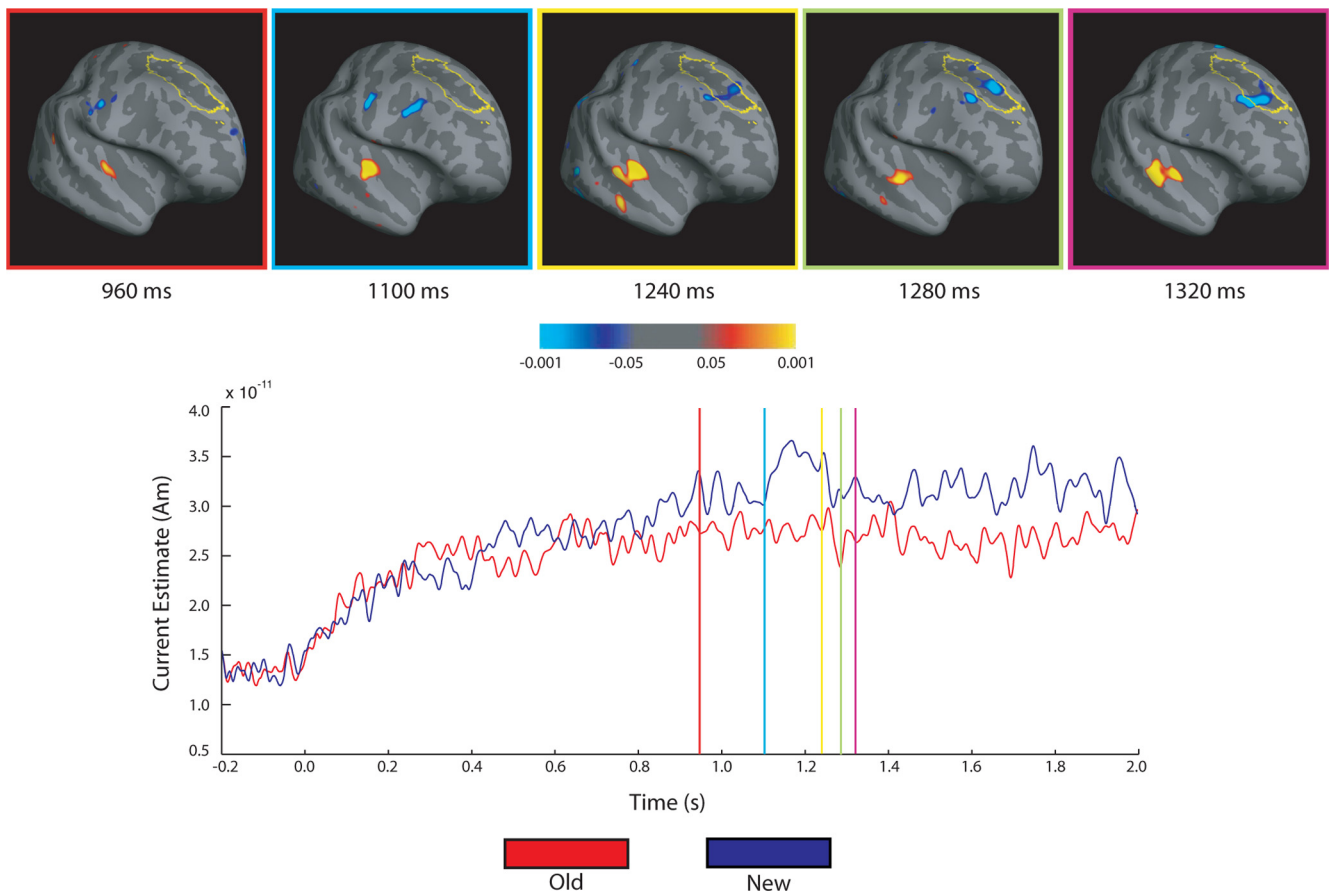 960 ms 1100 ms 1240 ms 1280 ms 1320 ms
-0.001 -0.05 0.05 0.001
x 10-11
4.0
3.5
3.0
2.5
2.0
1.5
1.0
0.5
Current Estimate (Am)
-0.2 0.0 0.2 0.4 0.6 0.8 1.0 1.2 1.4 1.6 1.8 2.0
Time (s)
Old New